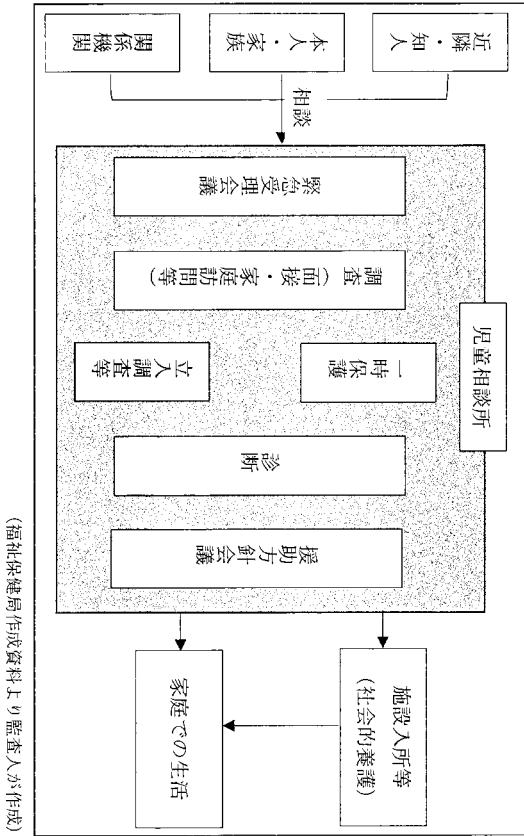 近隣・
知人
本人・家族
関係
機関
相談
児童相談所
緊急受理会議
調査（面接・家庭訪問等）
一時保護
立入
調査等
診断
援助方針会議
施設入所等
(社会的養護)
家庭での生活
(福祉保健局作成資料より監査人が作成)